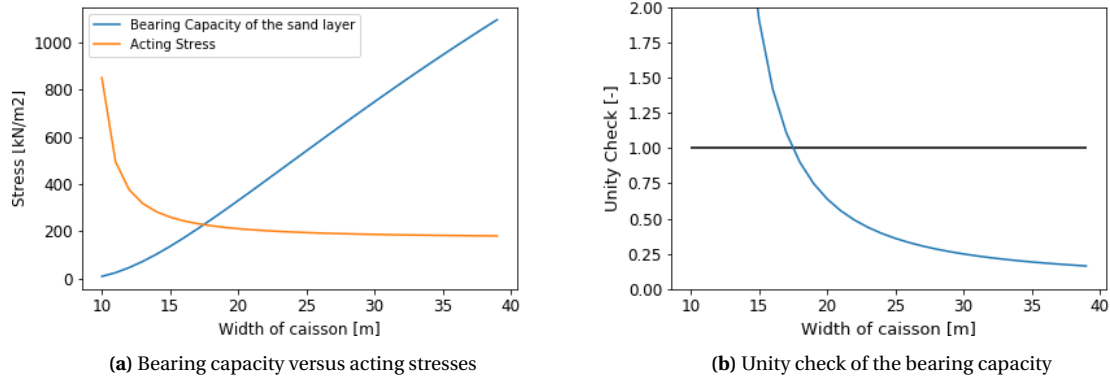 Bearing Capacity of the sand layer
Acting Stress
Stress [kN/m2]
1000
800
600
400
200
0
10 15 20 25 30 35 40
Width of caisson [m]
(a) Bearing capacity versus acting stresses
Unity Check [-]
2.00
1.75
1.50
1.25
1.00
0.75
0.50
0.25
0.00
10 15 20 25 30 35 40
Width of caisson [m]
(b) Unity check of the bearing capacity